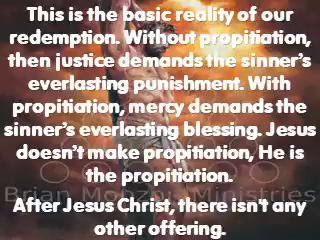 This is the basic reality of our
redemption. Without propitiation,
then justice demands the sinner's
everlasting punishment. With
propitiation, mercy demands the
sinner's everlasting blessing. Jesus
doesn't make propitiation, He is
the propitiation.
Brian Ministries
After Jesus Christ, there isn't any
other offering.